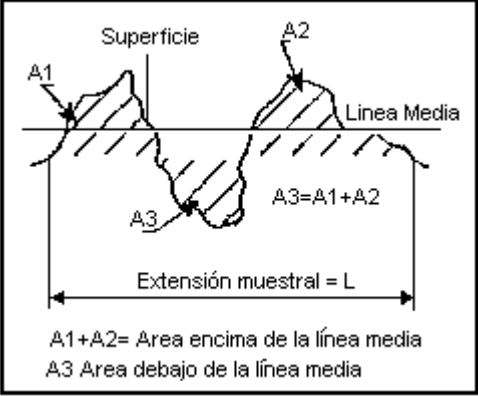 Superficie
A2
A1
Linea Media
A3=A1+A2
A3
Extensión muestral = L
A1+A2= Area encima de la línea media
A3 Area debajo de la línea media